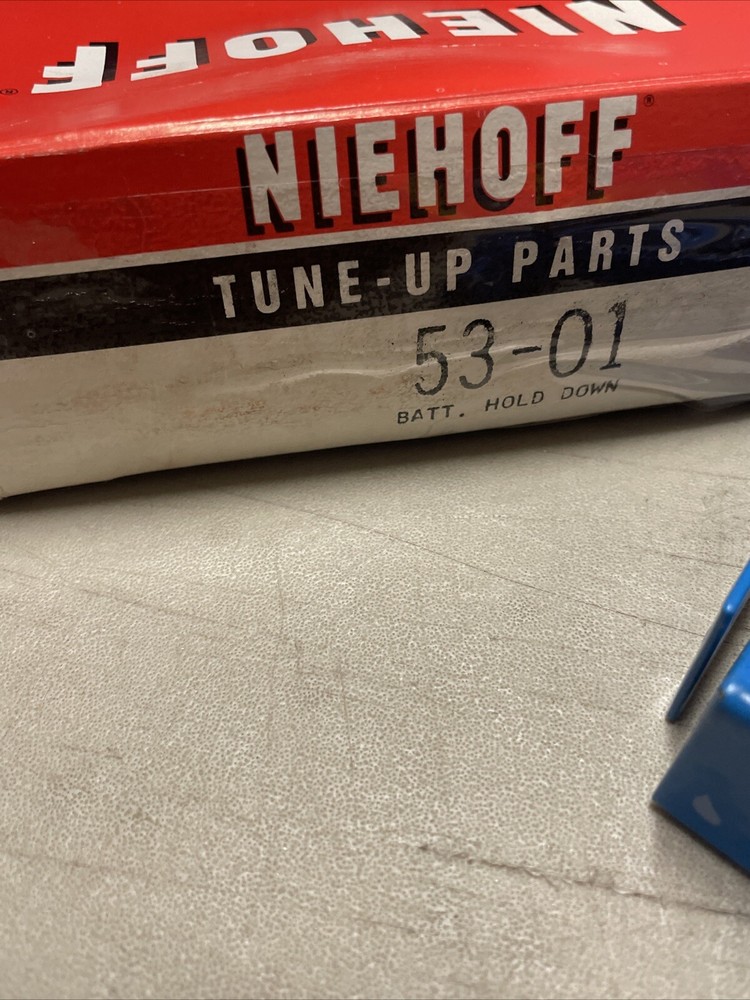 NIEHOFF®
NIEHOFF®
TUNE-UP PARTS
53-01
BATT. HOLD DOWN